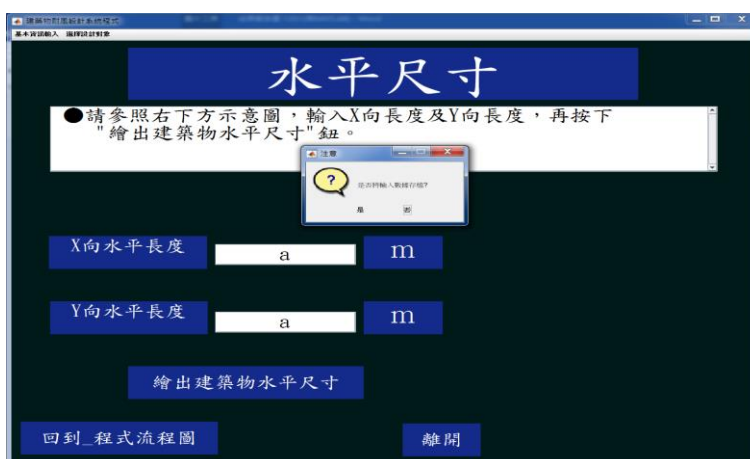 建築物耐風設計系統程式
基本資訊輸入 選擇設計對象
水平尺寸
●請參照右下方示意圖，輸入X向長度及Y向長度，再按下
"繪出建築物水平尺寸"鈕。
注意
是否將輸入數據存檔?
是 否
X向水平長度 a m
Y向水平長度 a m
繪出建築物水平尺寸
回到_程式流程圖 離開